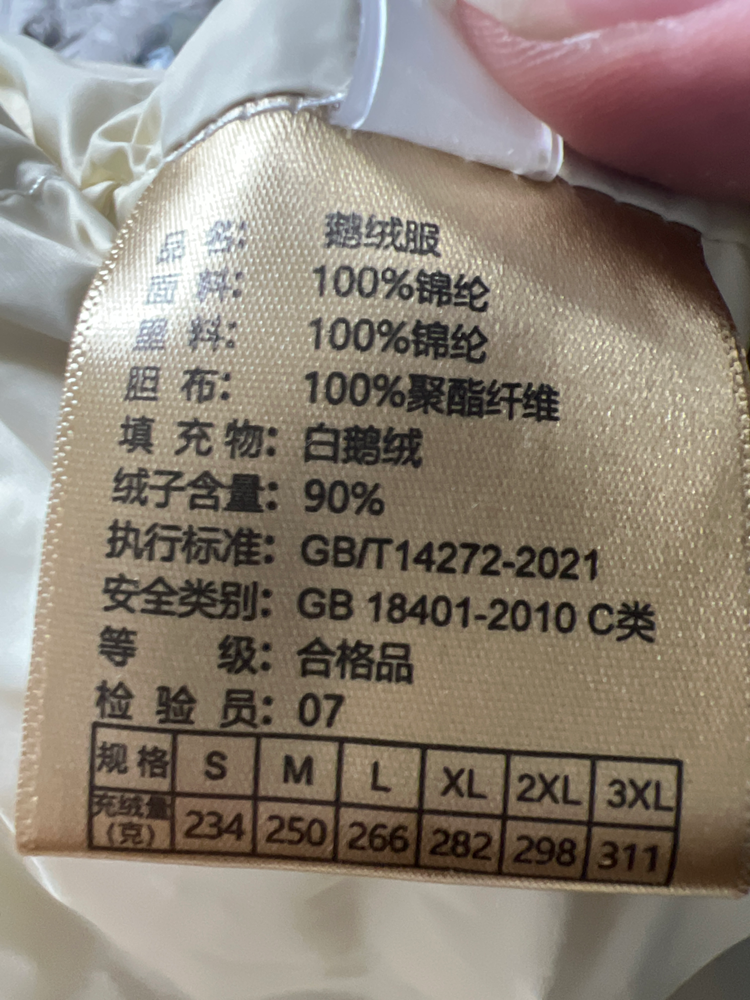 品 名: 鹅绒服
面 料: 100%锦纶
里 料: 100%锦纶
胆 布: 100%聚酯纤维
填 充 物: 白鹅绒
绒子含量: 90%
执行标准: GB/T14272-2021
安全类别: GB 18401-2010 C类
等 级: 合格品
检 验 员: 07
规 格 S M L XL 2XL 3XL
充绒量(克) 234 250 266 282 298 311